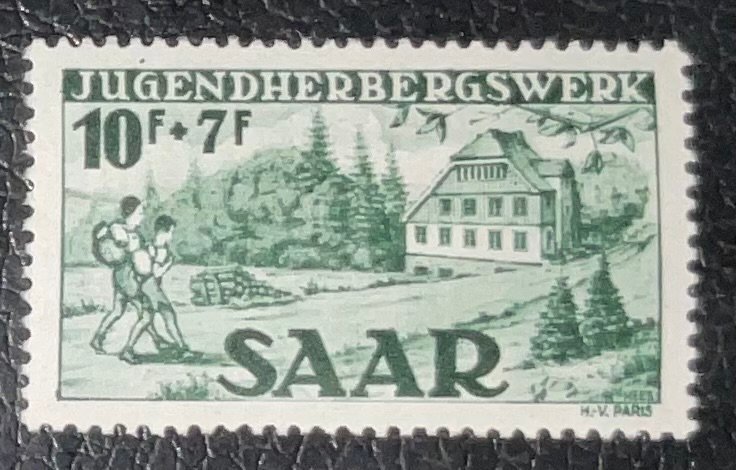 JUGENDHERBERGSWERK
10F+7F
SAAR
H.-V. PARIS